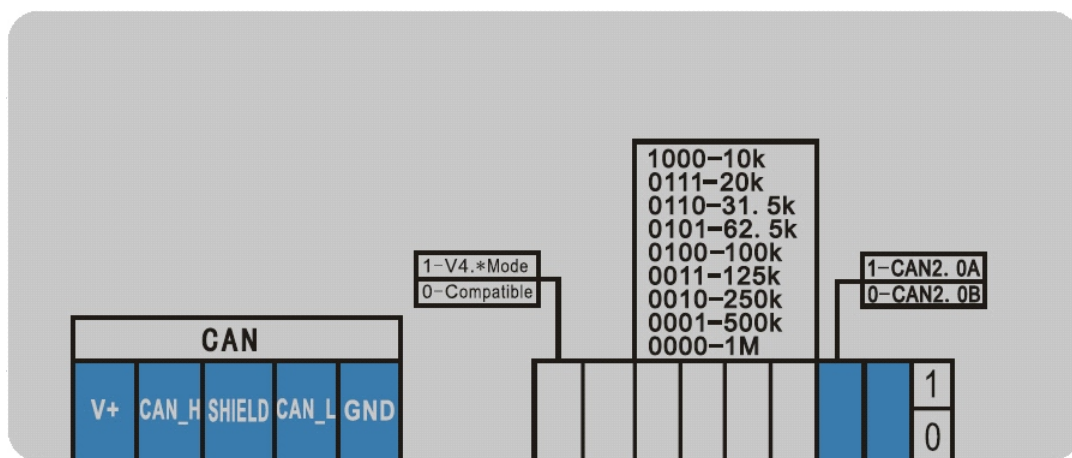 1000-10k
0111-20k
0110-31. 5k
0101-62. 5k
0100-100k
0011-125k
0010-250k
0001-500k
0000-1M
1-V4.*Mode
0-Compatible
1-CAN2. 0A
0-CAN2. 0B
CAN
V+ CAN_H SHIELD CAN_L GND
1
0